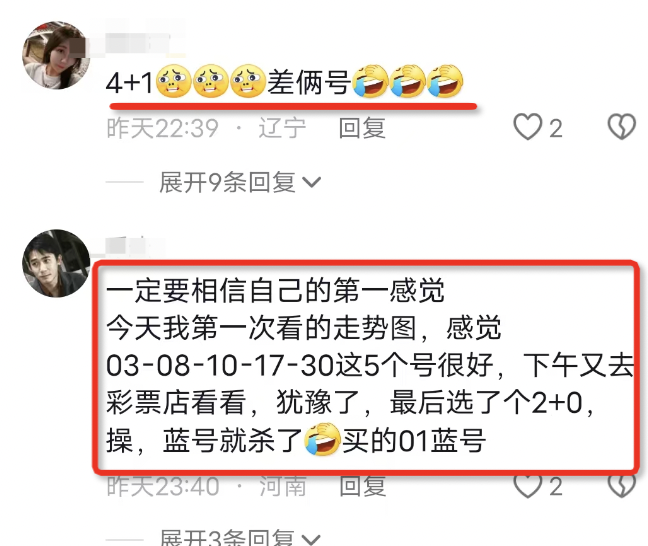 4+1差俩号
昨天22:39 · 辽宁 回复
2
展开9条回复
一定要相信自己的第一感觉
今天我第一次看的走势图，感觉
03-08-10-17-30这5个号很好，下午又去
彩票店看看，犹豫了，最后选了个2+0，
操，蓝号就杀了买的01蓝号
昨天23:40 · 河南 回复
2
展开3条回复